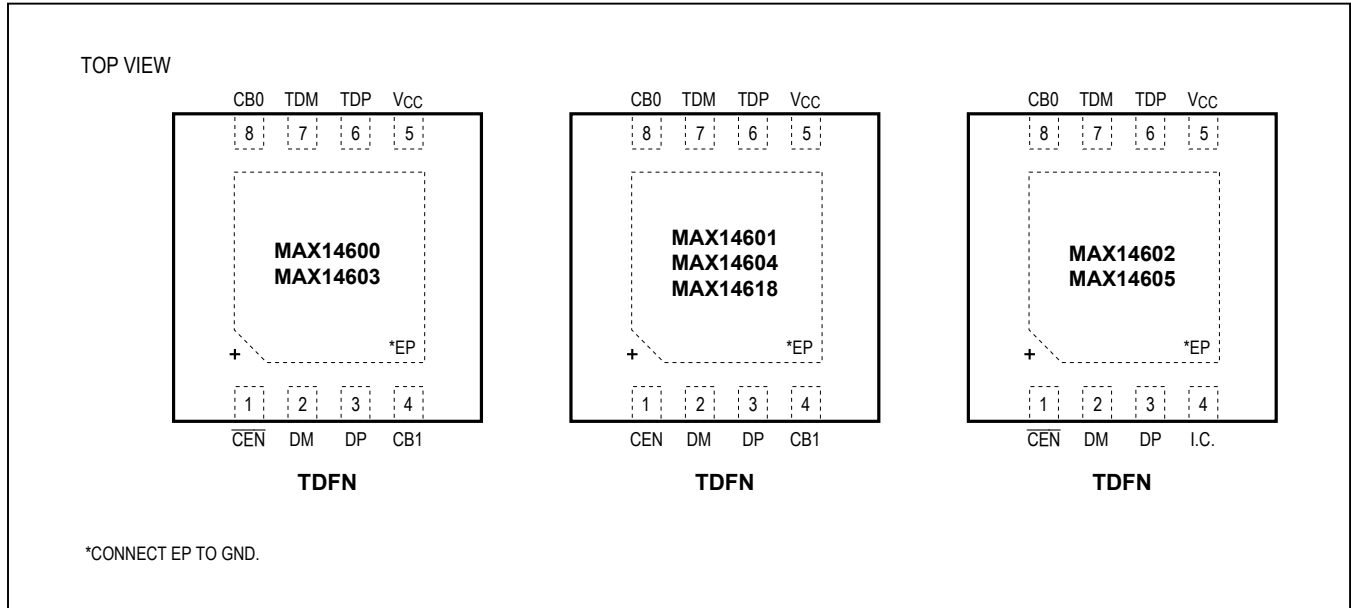 TOP VIEW
CB0 TDM TDP VCC
8 7 6 5
MAX14600
MAX14603
+ *EP
1 2 3 4
C̅E̅N̅ DM DP CB1
TDFN
CB0 TDM TDP VCC
8 7 6 5
MAX14601
MAX14604
MAX14618
+ *EP
1 2 3 4
CEN DM DP CB1
TDFN
CB0 TDM TDP VCC
8 7 6 5
MAX14602
MAX14605
+ *EP
1 2 3 4
C̅E̅N̅ DM DP I.C.
TDFN
*CONNECT EP TO GND.